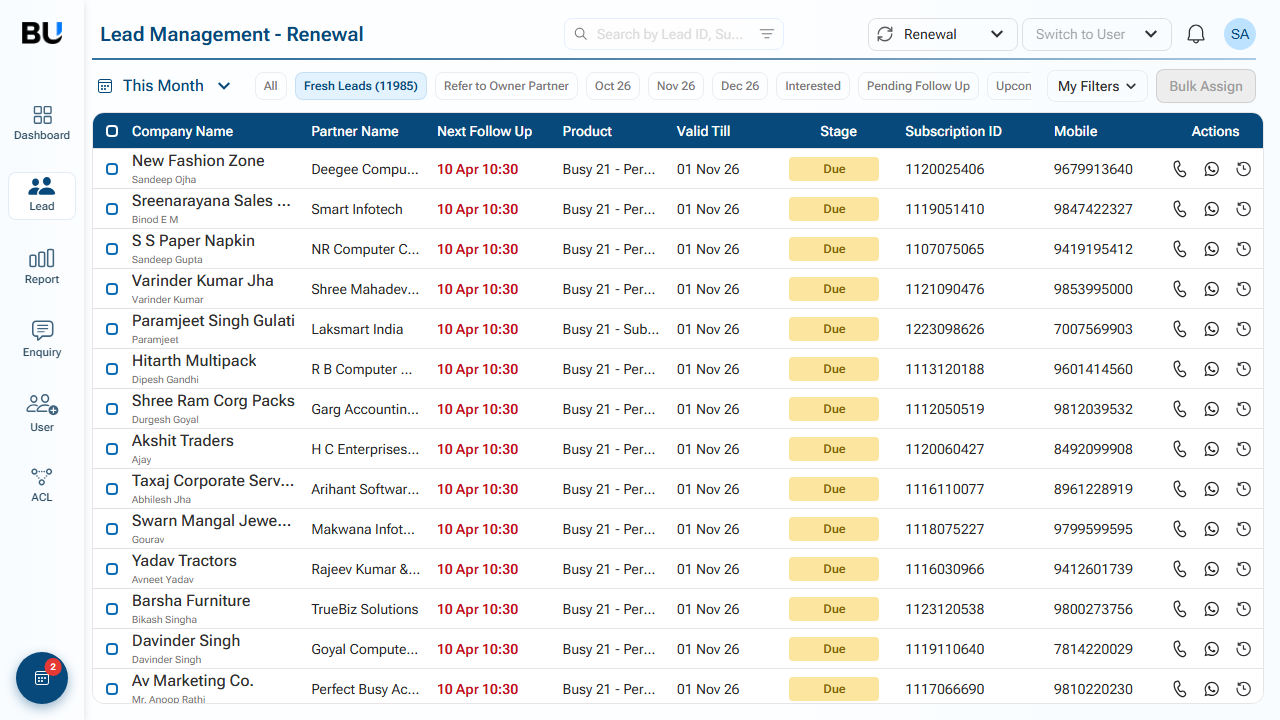 BU
Lead Management - Renewal
Search by Lead ID, Su...
Renewal
Switch to User
SA
This Month
All
Fresh Leads (11985)
Refer to Owner Partner
Oct 26
Nov 26
Dec 26
Interested
Pending Follow Up
Upcon
My Filters
Bulk Assign
Dashboard
Lead
Report
Enquiry
User
ACL
2
Company Name Partner Name Next Follow Up Product Valid Till Stage Subscription ID Mobile Actions
New Fashion Zone
Sandeep Ojha
Deegee Compu... 10 Apr 10:30 Busy 21 - Per... 01 Nov 26 Due 1120025406 9679913640
Sreenarayana Sales ...
Binod E M
Smart Infotech 10 Apr 10:30 Busy 21 - Per... 01 Nov 26 Due 1119051410 9847422327
S S Paper Napkin
Sandeep Gupta
NR Computer C... 10 Apr 10:30 Busy 21 - Per... 01 Nov 26 Due 1107075065 9419195412
Varinder Kumar Jha
Varinder Kumar
Shree Mahadev... 10 Apr 10:30 Busy 21 - Per... 01 Nov 26 Due 1121090476 9853995000
Paramjeet Singh Gulati
Paramjeet
Laksmart India 10 Apr 10:30 Busy 21 - Sub... 01 Nov 26 Due 1223098626 7007569903
Hitarth Multipack
Dipesh Gandhi
R B Computer ... 10 Apr 10:30 Busy 21 - Per... 01 Nov 26 Due 1113120188 9601414560
Shree Ram Corg Packs
Durgesh Goyal
Garg Accountin... 10 Apr 10:30 Busy 21 - Per... 01 Nov 26 Due 1112050519 9812039532
Akshit Traders
Ajay
H C Enterprises... 10 Apr 10:30 Busy 21 - Per... 01 Nov 26 Due 1120060427 8492099908
Taxaj Corporate Serv...
Abhilesh Jha
Arihant Softwar... 10 Apr 10:30 Busy 21 - Per... 01 Nov 26 Due 1116110077 8961228919
Swarn Mangal Jewe...
Gourav
Makwana Infot... 10 Apr 10:30 Busy 21 - Per... 01 Nov 26 Due 1118075227 9799599595
Yadav Tractors
Avneet Yadav
Rajeev Kumar &... 10 Apr 10:30 Busy 21 - Per... 01 Nov 26 Due 1116030966 9412601739
Barsha Furniture
Bikash Singha
TrueBiz Solutions 10 Apr 10:30 Busy 21 - Per... 01 Nov 26 Due 1123120538 9800273756
Davinder Singh
Davinder Singh
Goyal Compute... 10 Apr 10:30 Busy 21 - Per... 01 Nov 26 Due 1119110640 7814220029
Av Marketing Co.
Mr. Anoop Rathi
Perfect Busy Ac... 10 Apr 10:30 Busy 21 - Per... 01 Nov 26 Due 1117066690 9810220230